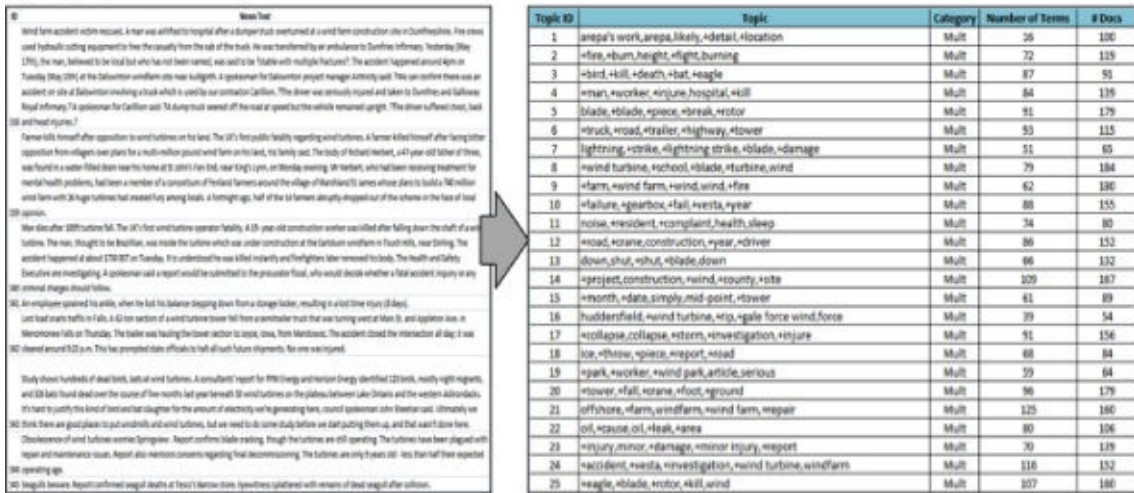 ID News Text
Wind farm accident victim rescued. A man was airlifted to hospital after a dumper truck overturned at a wind farm construction site in Dumfriesshire. Fire crews
used hydraulic cutting equipment to free the casualty from the cab of the truck. He was transferred by air ambulance to Dumfries Infirmary. Yesterday (May
17th), the man, believed to be local but who has not been named, was said to be "stable with multiple fractures". The accident happened around 4pm on
Tuesday (May at the Dalswinton windfarm site near Auldgirth. A spokesman for Dalswinton project manager Airtricity said: "We can confirm there was an
accident on site at Dalswinton involving a truck which is used by our contractor Carillion. "The driver was seriously injured and taken to Dumfries and Galloway
Royal Infirmary." A spokesman for Carillion said: "A dump truck veered off the road at speed but the vehicle remained upright. "The driver suffered chest, back
and head injuries."
Farmer kills himself after opposition to wind turbines on his land. The UK's first public fatality regarding wind turbines. A farmer killed himself after facing bitter
opposition from villagers over plans for a multi-million pound wind farm on his land, his family said. The body of Richard Herbert, a 47-year-old father of three,
was found in a water-filled drain near his home at St John's Fen End, near King's Lynn, on Monday evening. Mr Herbert, who had been receiving treatment for
mental health problems, had been a member of a consortium of Fenland farmers around the village of Marshland St James whose plans to build a million
wind farm with 26 huge turbines had created fury among locals. A fortnight ago, half of the 14 farmers abruptly dropped out of the scheme in the face of local
opinion.
Man dies after 100ft turbine fall. The UK's first wind turbine operator fatality. A 19- year-old construction worker was killed after falling down the shaft of a wind
turbine. The man, thought to be Brazilian, was inside the turbine which was under construction at the Earlsburn windfarm in Touch Hills, near Stirling. The
accident happened at about BST on Tuesday. It is understood he was killed instantly and firefighters later removed his body. The Health and Safety
Executive are investigating. A spokesman said a report would be submitted to the procurator fiscal, who would decide whether a fatal accident inquiry or any
criminal charges should follow.
An employee sprained his ankle, when he lost his balance stepping down from a storage locker, resulting in a lost time injury (8 days).
Lost load snarls traffic in Falls. A 42-ton section of a wind turbine tower fell from a semitrailer truck that was turning west at Main St. and Appleton Ave. in
Menomonee Falls on Thursday. The trailer was hauling the tower section to Iowa, from Manitowoc. The accident closed the intersection all day; it was
cleared around p.m. This has prompted state officials to halt all such future shipments. No one was injured.
Study shows hundreds of dead birds, bats at wind turbines. A consultants' report for PPM Energy and Horizon Energy identified 123 birds, mostly night migrants,
and 326 bats found dead over the course of five months last year beneath 50 wind turbines on the plateau between Lake Ontario and the western Adirondacks.
It's hard to justify this kind of bird and bat slaughter for the amount of electricity we're generating here, council spokesman John Sheehan said. Ultimately we
think there are good places to put windmills and wind turbines, but we need to do some study before we start putting them up, and that wasn't done here.
Obsolescence of wind turbines worries Springview. Report confirms blade cracking, though the turbines are still operating. The turbines have been plagued with
repair and maintenance issues. Report also mentions concerns regarding final decommissioning. The turbines are only 8 years old - less than half their expected
operating age.
Seagulls beware. Report confirmed seagull deaths at Tesco's Barrow store. Eyewitness splattered with remains of dead seagull after collision.
Topic ID Topic Category Number of Terms # Docs
1 arepa's work,arepa,likely,+detail,+location Mult 16 100
2 +fire,+burn,height,+fight,burning Mult 72 119
3 +bird,+kill,+death,+bat,+eagle Mult 87 91
4 +man,+worker,+injure,hospital,+kill Mult 84 139
5 blade,+blade,+piece,+break,+rotor Mult 91 179
6 +truck,+road,+trailer,+highway,+tower Mult 93 115
7 lightning,+strike,+lightning strike,+blade,+damage Mult 51 65
8 +wind turbine,+school,+blade,+turbine,wind Mult 79 184
9 +farm,+wind farm,+wind,wind,+fire Mult 62 180
10 +failure,+gearbox,+fail,+vesta,+year Mult 88 155
11 noise,+resident,+complaint,health,sleep Mult 74 80
12 +road,+crane,construction,+year,+driver Mult 86 152
13 down,shut,+shut,+blade,down Mult 66 132
14 +project,construction,+wind,+county,+site Mult 109 167
15 +month,+date,simply,mid-point,+tower Mult 61 89
16 huddersfield,+wind turbine,+rip,+gale force wind,force Mult 39 54
17 +collapse,collapse,+storm,+investigation,+injure Mult 91 156
18 ice,+throw,+piece,+report,+road Mult 68 84
19 +park,+worker,+wind park,article,serious Mult 59 64
20 +tower,+fall,+crane,+foot,+ground Mult 96 179
21 offshore,+farm,windfarm,+wind farm,+repair Mult 125 160
22 oil,+cause,oil,+leak,+area Mult 80 106
23 +injury,minor,+damage,+minor injury,+report Mult 70 139
24 +accident,+vesta,+investigation,+wind turbine,windfarm Mult 116 152
25 +eagle,+blade,+rotor,+kill,wind Mult 107 160